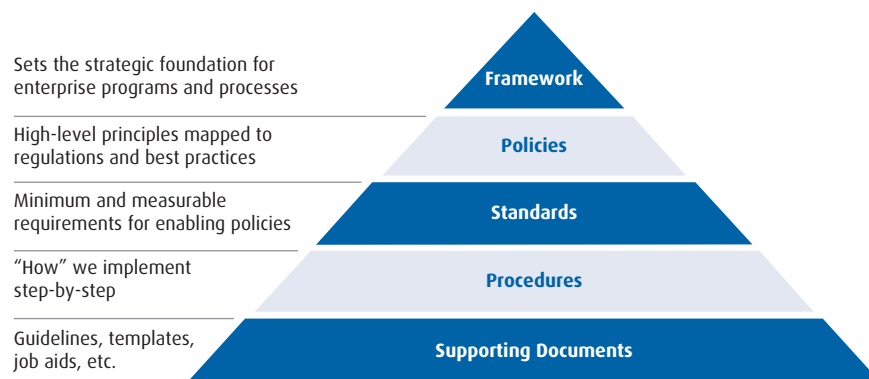 Sets the strategic foundation for
enterprise programs and processes
Framework
High-level principles mapped to
regulations and best practices
Policies
Minimum and measurable
requirements for enabling policies
Standards
“How” we implement
step-by-step
Procedures
Guidelines, templates,
job aids, etc.
Supporting Documents